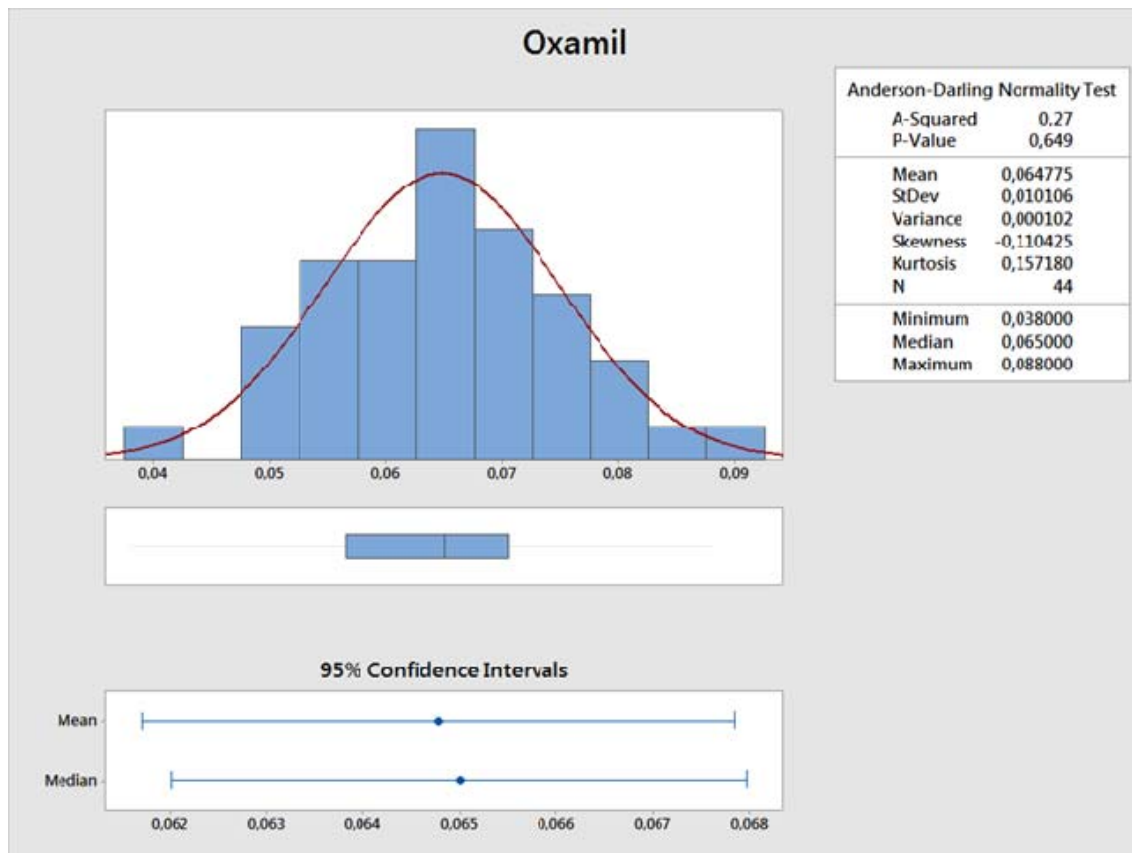 Oxamil
Anderson-Darling Normality Test
A-Squared 0.27
P-Value 0,649
Mean 0,064775
StDev 0,010106
Variance 0,000102
Skewness -0,110425
Kurtosis 0,157180
N 44
Minimum 0,038000
Median 0,065000
Maximum 0,088000
0,04 0,05 0,06 0,07 0,08 0,09
95% Confidence Intervals
Mean
Median
0,062 0,063 0,064 0,065 0,066 0,067 0,068